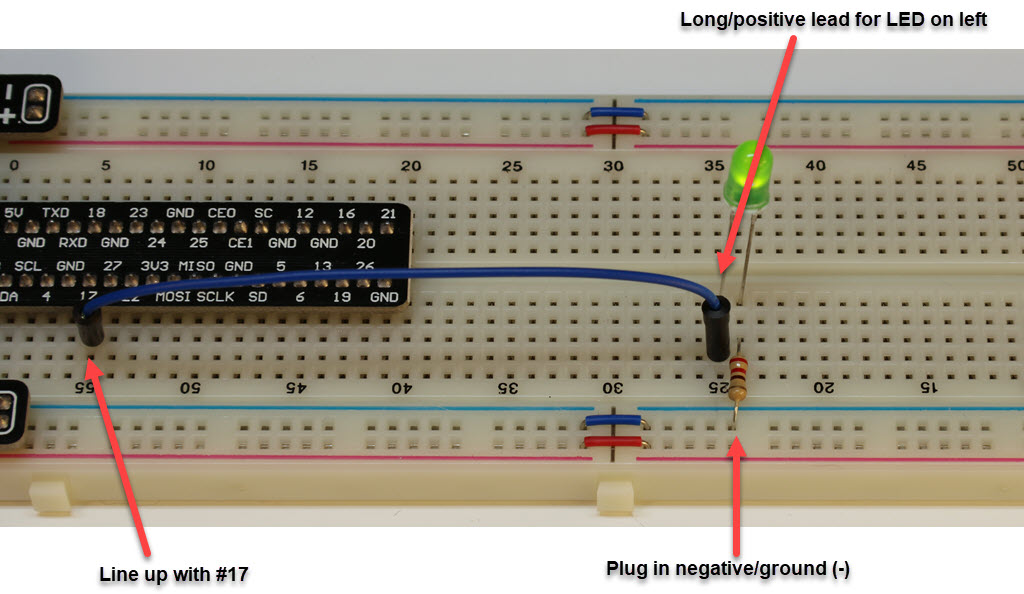 Long/positive lead for LED on left
−
+
0 5 10 15 20 25 30 35 40 45 50
5V TXD 18 23 GND CE0 SC 12 16 21
GND RXD GND 24 25 CE1 GND GND 20
SCL GND 27 3V3 MISO GND 5 13 26
DA 4 17 22 MOSI SCLK SD 6 19 GND
55 50 45 40 35 30 25 20 15
Line up with #17
Plug in negative/ground (-)